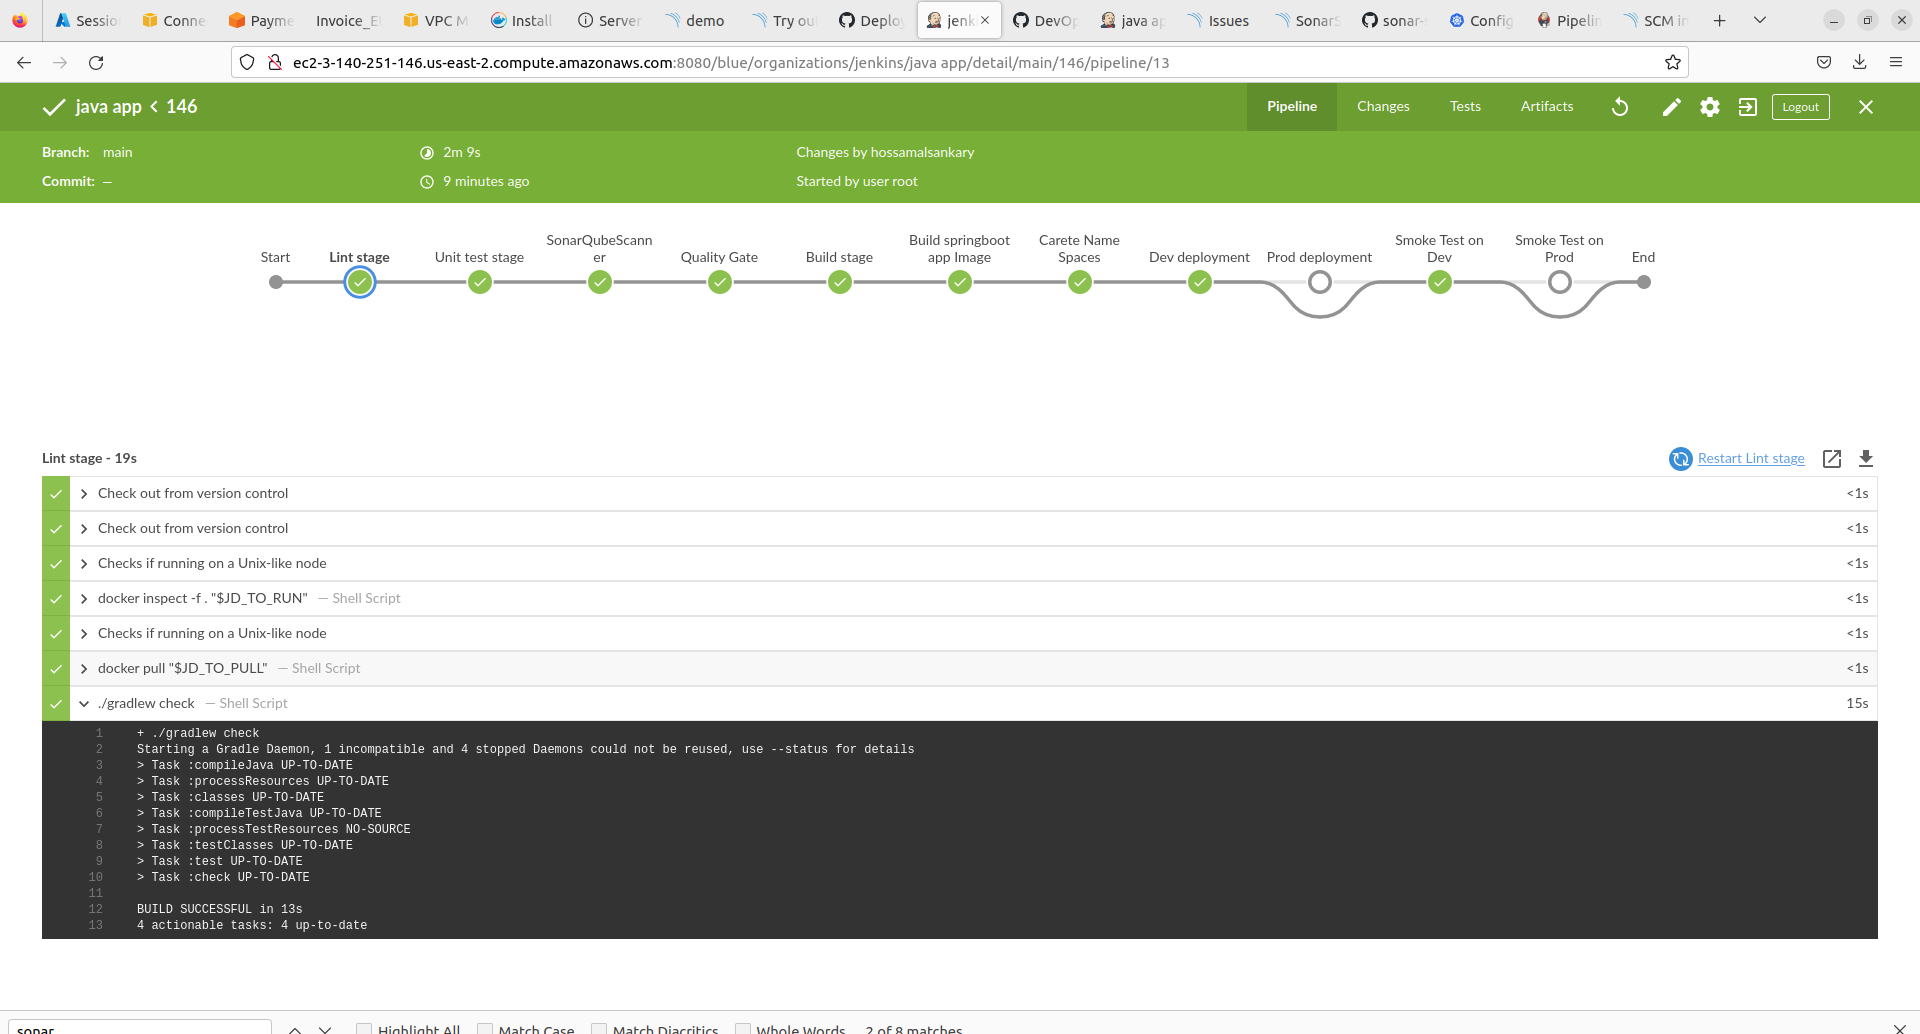 Sessio
Conne
Payme
Invoice_E
VPC M
Install
Server
demo
Try ou
Deploy
jenk
DevOp
java ap
Issues
SonarS
sonar-
Config
Pipelin
SCM in
ec2-3-140-251-146.us-east-2.compute.amazonaws.com:8080/blue/organizations/jenkins/java app/detail/main/146/pipeline/13
java app < 146
Pipeline
Changes
Tests
Artifacts
Logout
Branch: main
2m 9s
Changes by hossamalsankary
Commit: —
9 minutes ago
Started by user root
Start
Lint stage
Unit test stage
SonarQubeScann
er
Quality Gate
Build stage
Build springboot
app Image
Carete Name
Spaces
Dev deployment
Prod deployment
Smoke Test on
Dev
Smoke Test on
Prod
End
Lint stage - 19s
Restart Lint stage
Check out from version control <1s
Check out from version control <1s
Checks if running on a Unix-like node <1s
docker inspect -f . "$JD_TO_RUN" — Shell Script <1s
Checks if running on a Unix-like node <1s
docker pull "$JD_TO_PULL" — Shell Script <1s
./gradlew check — Shell Script 15s
1 + ./gradlew check
2 Starting a Gradle Daemon, 1 incompatible and 4 stopped Daemons could not be reused, use --status for details
3 > Task :compileJava UP-TO-DATE
4 > Task :processResources UP-TO-DATE
5 > Task :classes UP-TO-DATE
6 > Task :compileTestJava UP-TO-DATE
7 > Task :processTestResources NO-SOURCE
8 > Task :testClasses UP-TO-DATE
9 > Task :test UP-TO-DATE
10 > Task :check UP-TO-DATE
11
12 BUILD SUCCESSFUL in 13s
13 4 actionable tasks: 4 up-to-date
sonar
Highlight All
Match Case
Match Diacritics
Whole Words
2 of 8 matches